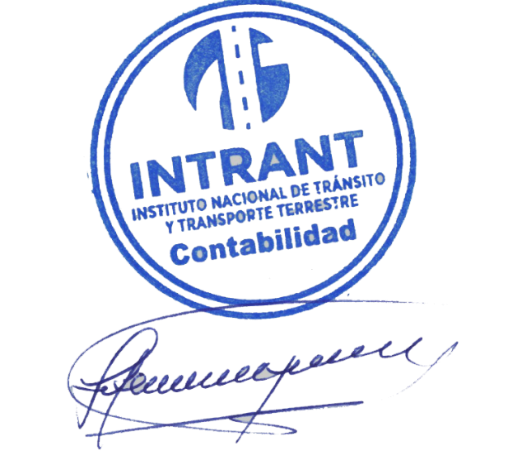 INTRANT
INSTITUTO NACIONAL DE TRÁNSITO
Y TRANSPORTE TERRESTRE
Contabilidad